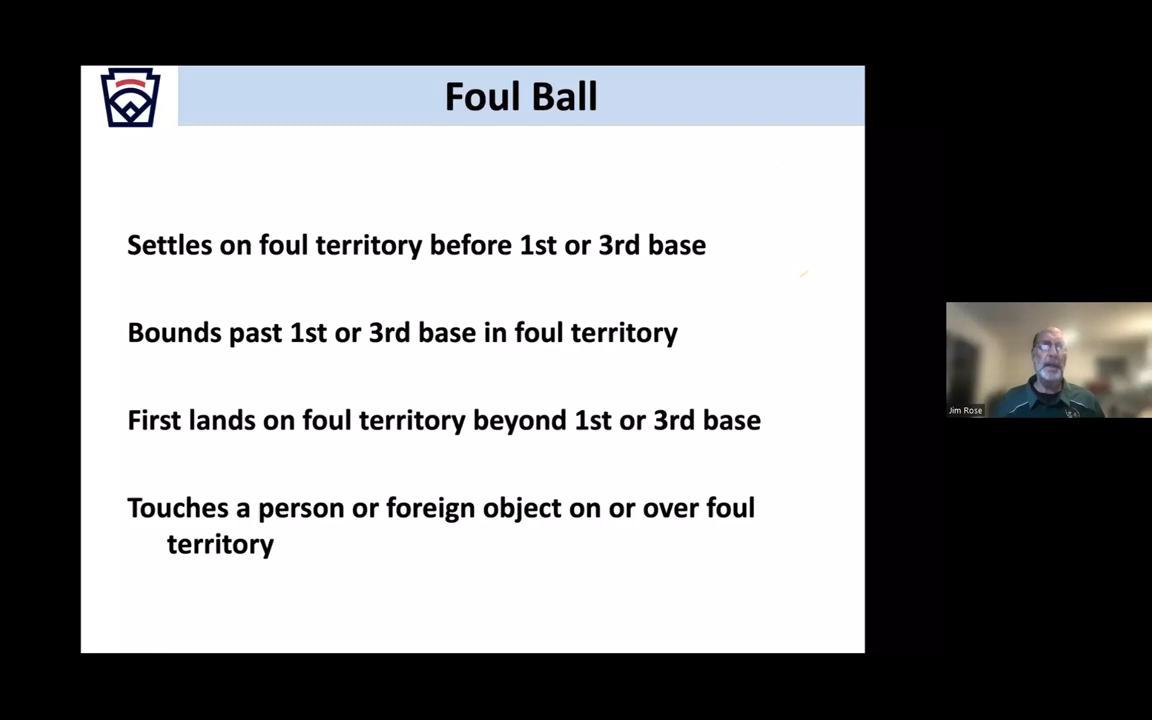 Foul Ball
Settles on foul territory before 1st or 3rd base
Bounds past 1st or 3rd base in foul territory
First lands on foul territory beyond 1st or 3rd base
Touches a person or foreign object on or over foul
territory
Jim Rose